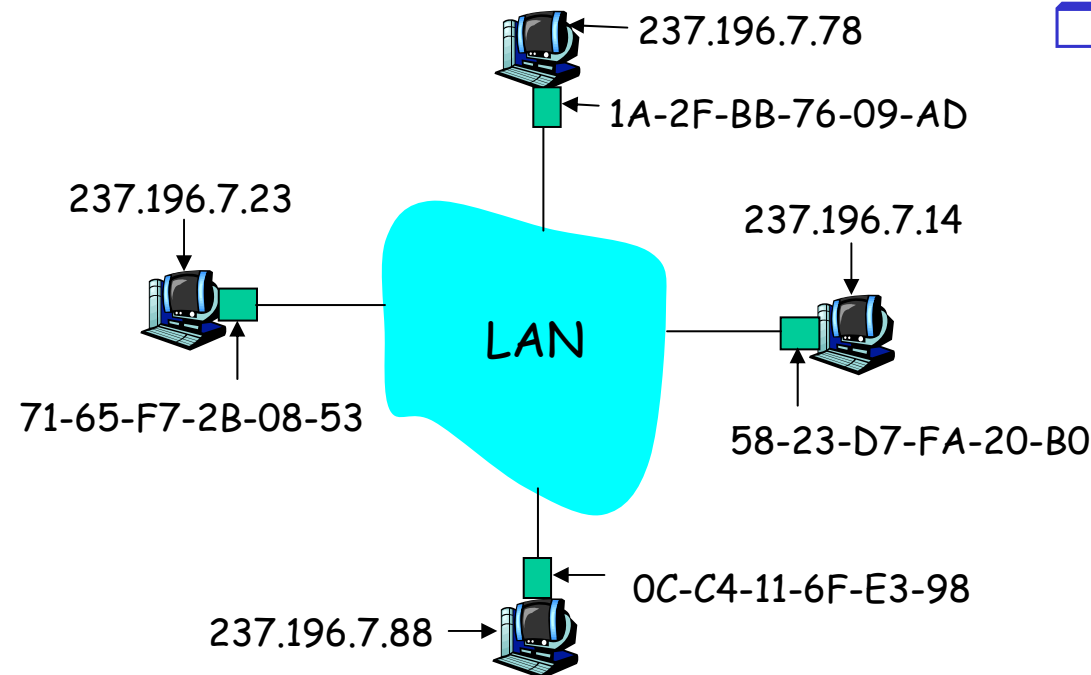 237.196.7.78
1A-2F-BB-76-09-AD
237.196.7.23
237.196.7.14
LAN
71-65-F7-2B-08-53
58-23-D7-FA-20-B0
0C-C4-11-6F-E3-98
237.196.7.88